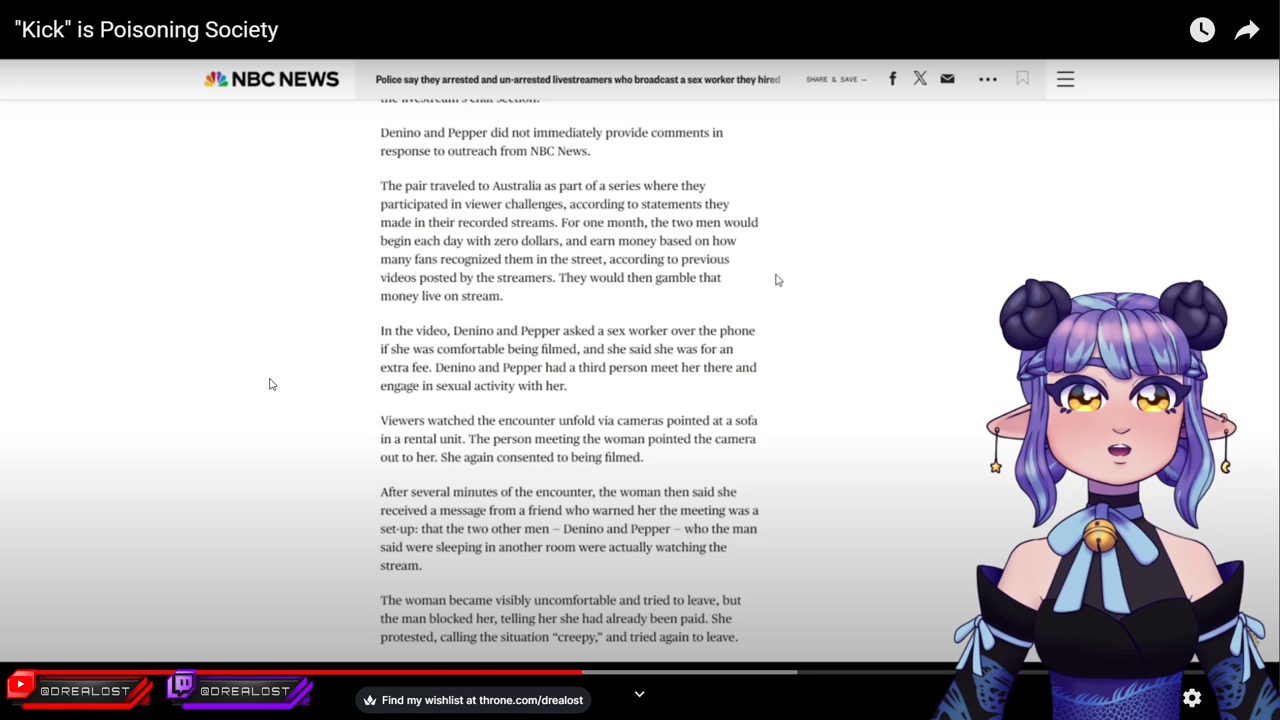 "Kick" is Poisoning Society
NBC NEWS
Police say they arrested and un-arrested livestreamers who broadcast a sex worker they hired
SHARE & SAVE –
the livestream's chat section.
Denino and Pepper did not immediately provide comments in
response to outreach from NBC News.
The pair traveled to Australia as part of a series where they
participated in viewer challenges, according to statements they
made in their recorded streams. For one month, the two men would
begin each day with zero dollars, and earn money based on how
many fans recognized them in the street, according to previous
videos posted by the streamers. They would then gamble that
money live on stream.
In the video, Denino and Pepper asked a sex worker over the phone
if she was comfortable being filmed, and she said she was for an
extra fee. Denino and Pepper had a third person meet her there and
engage in sexual activity with her.
Viewers watched the encounter unfold via cameras pointed at a sofa
in a rental unit. The person meeting the woman pointed the camera
out to her. She again consented to being filmed.
After several minutes of the encounter, the woman then said she
received a message from a friend who warned her the meeting was a
set-up: that the two other men – Denino and Pepper – who the man
said were sleeping in another room were actually watching the
stream.
The woman became visibly uncomfortable and tried to leave, but
the man blocked her, telling her she had already been paid. She
protested, calling the situation “creepy,” and tried again to leave.
@DREALOST
@DREALOST
Find my wishlist at throne.com/drealost